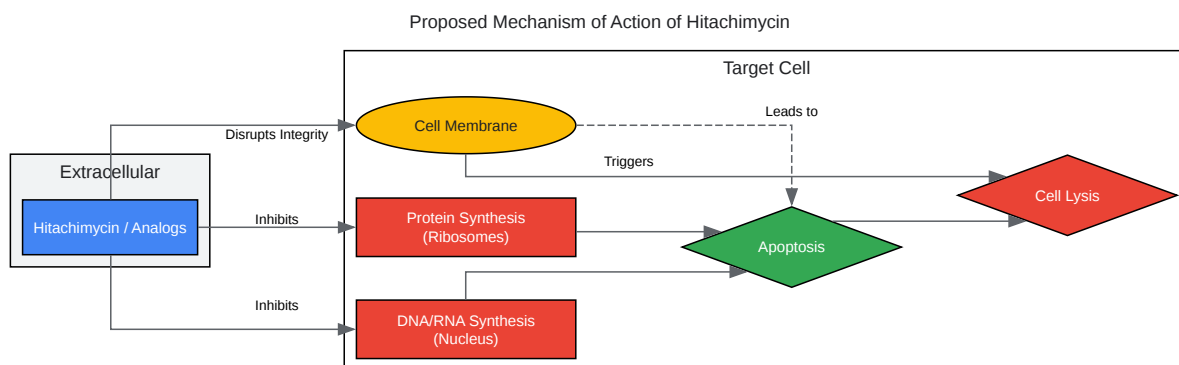 Proposed Mechanism of Action of Hitachimycin
Target Cell
Leads to
Cell Membrane
Disrupts Integrity
Triggers
Extracellular
Cell Lysis
Hitachimycin / Analogs
Inhibits
Protein Synthesis
(Ribosomes)
Apoptosis
Inhibits
DNA/RNA Synthesis
(Nucleus)